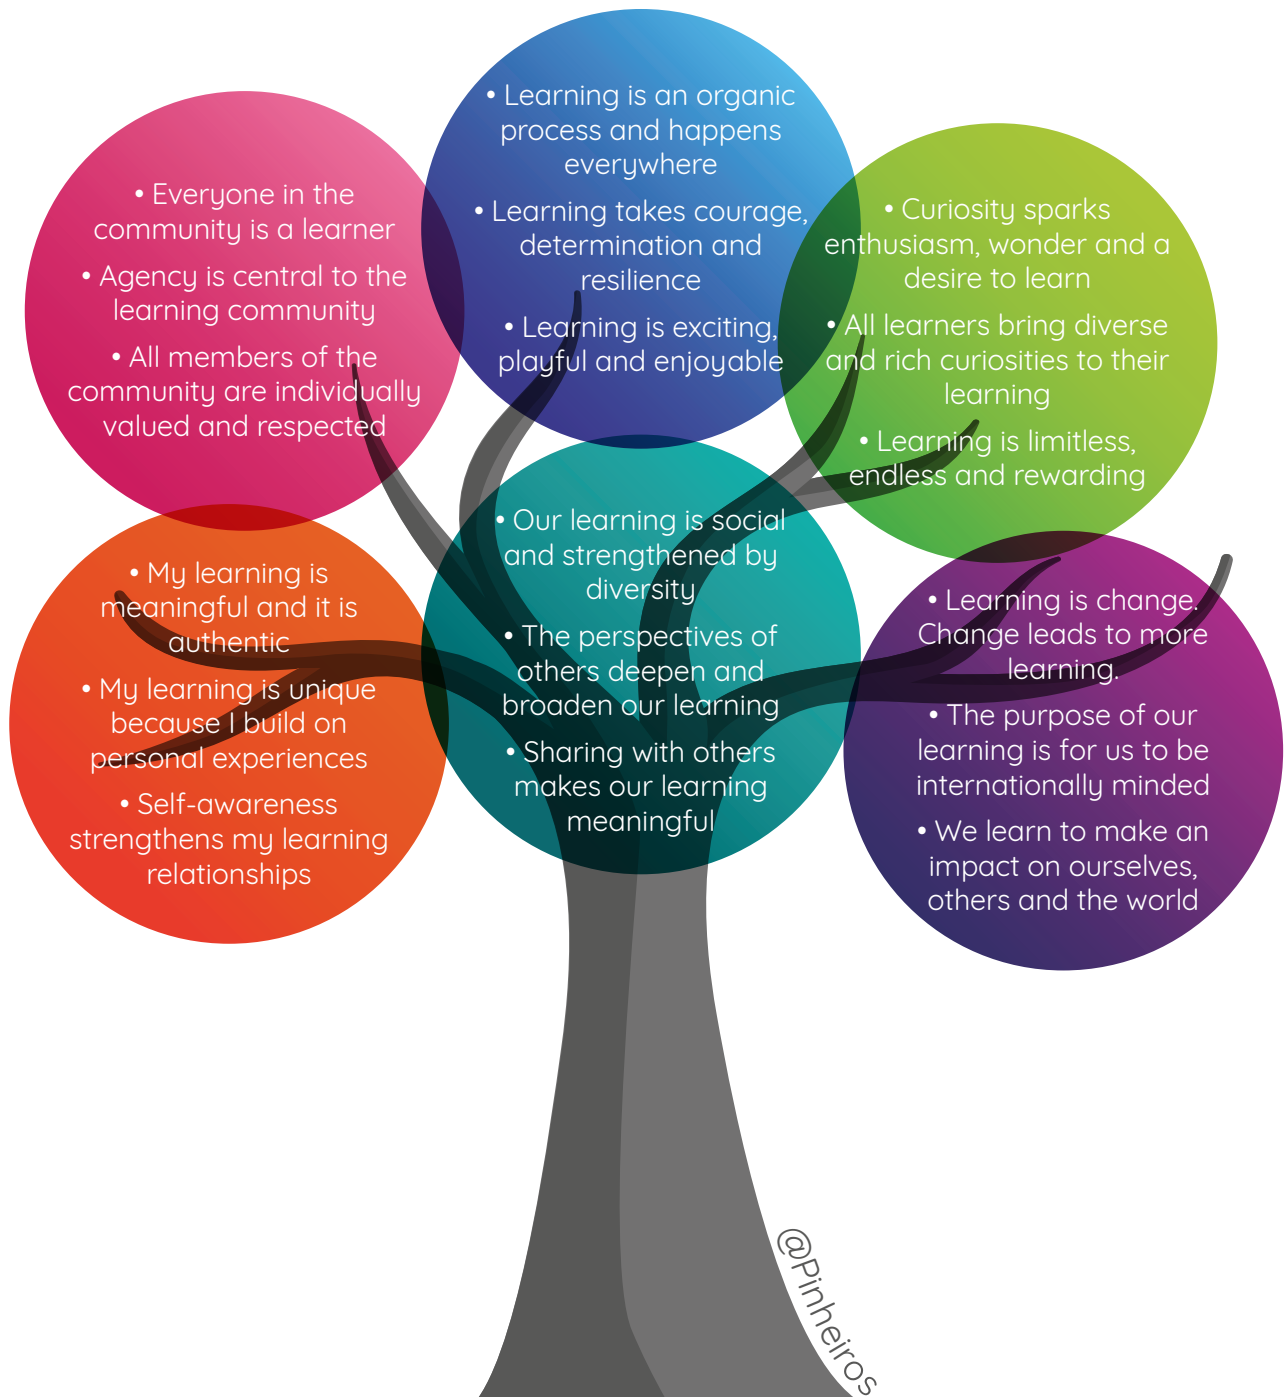 • Learning is an organic
process and happens
everywhere
• Learning takes courage,
determination and
resilience
• Learning is exciting,
playful and enjoyable
• Everyone in the
community is a learner
• Agency is central to the
learning community
• All members of the
community are individually
valued and respected
• Curiosity sparks
enthusiasm, wonder and a
desire to learn
• All learners bring diverse
and rich curiosities to their
learning
• Learning is limitless,
endless and rewarding
• My learning is
meaningful and it is
authentic
• My learning is unique
because I build on
personal experiences
• Self-awareness
strengthens my learning
relationships
• Our learning is social
and strengthened by
diversity
• The perspectives of
others deepen and
broaden our learning
• Sharing with others
makes our learning
meaningful
• Learning is change.
Change leads to more
learning.
• The purpose of our
learning is for us to be
internationally minded
• We learn to make an
impact on ourselves,
others and the world
@Pinheiros